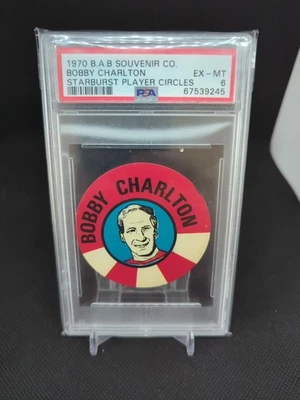 1970 B.A.B SOUVENIR CO.
BOBBY CHARLTON EX-MT
STARBURST PLAYER CIRCLES 6
PSA 67539245
BOBBY CHARLTON